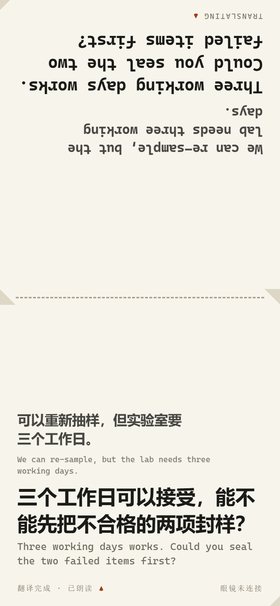 We can re-sample, but the
lab needs three working
days.
Three working days works.
Could you seal the two
failed items first?
TRANSLATING
可以重新抽样，但实验室要
三个工作日。
We can re-sample, but the lab needs three
working days.
三个工作日可以接受，能不
能先把不合格的两项封样？
Three working days works. Could you seal
the two failed items first?
翻译完成 · 已朗读
眼镜未连接